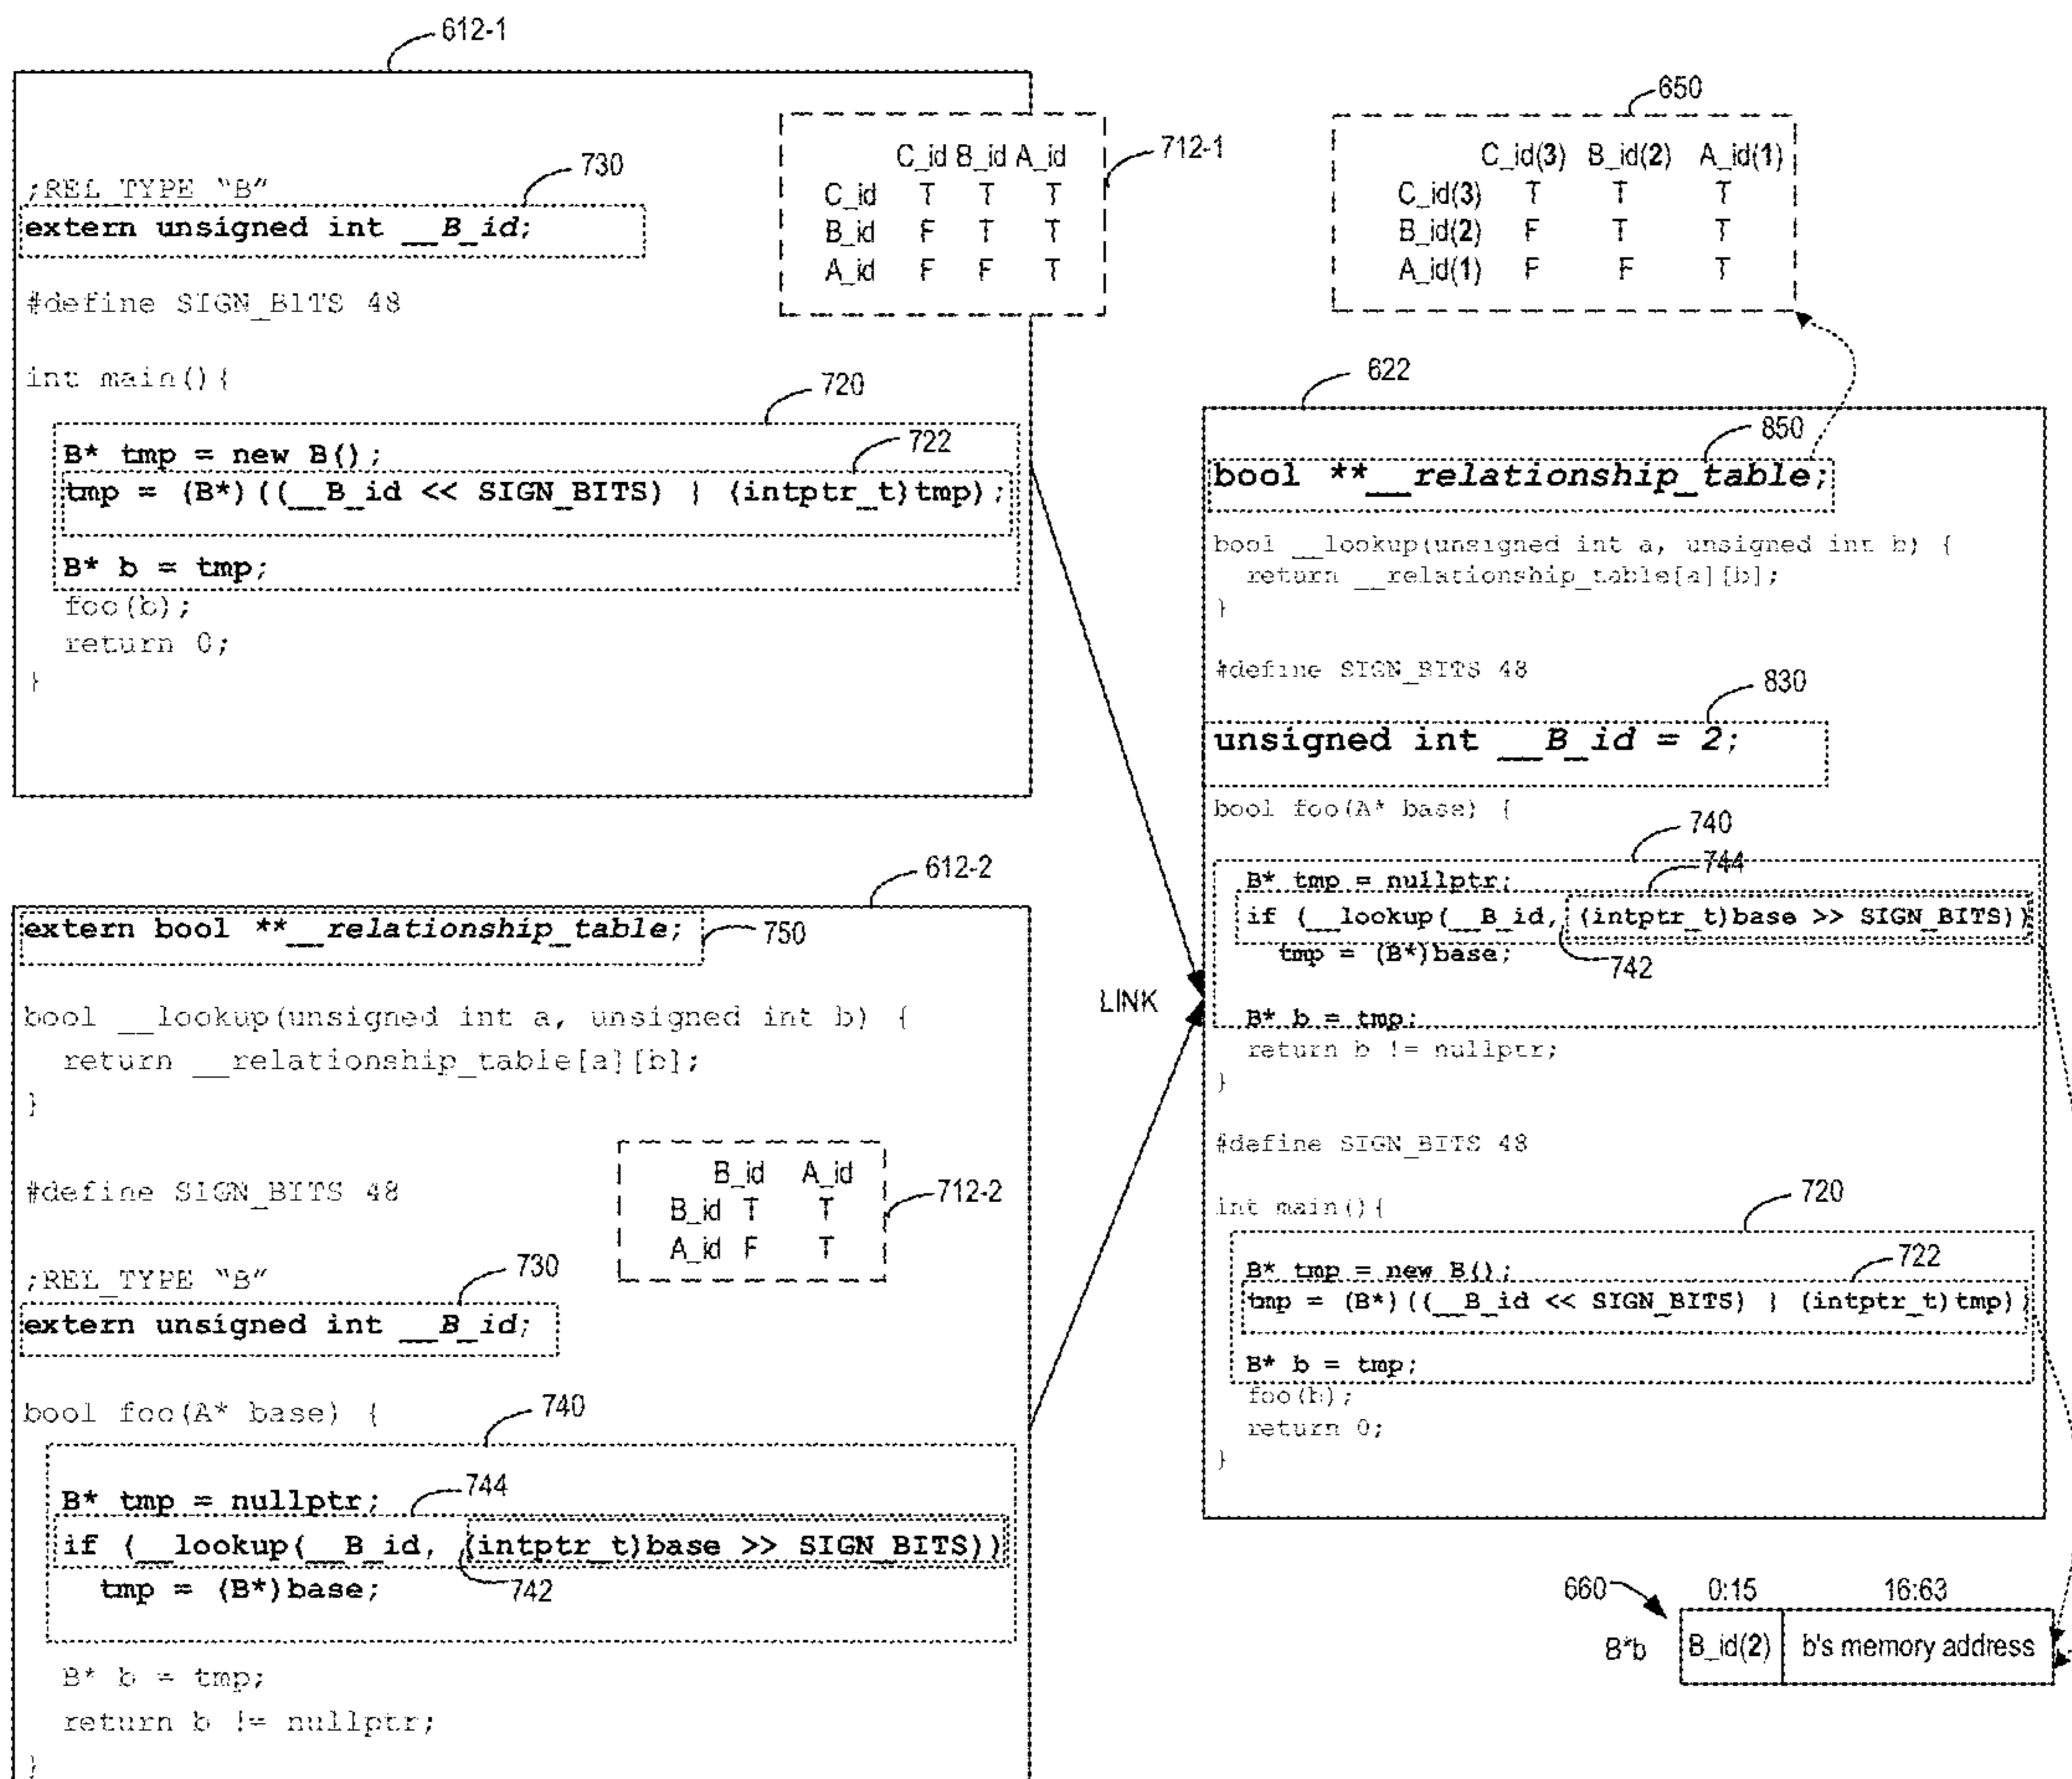 612-1
;REL_TYPE "B"
730
extern unsigned int __B_id;
#define SIGN_BITS 48
int main(){
720
B* tmp = new B();
722
tmp = (B*)((__B_id << SIGN_BITS) | (intptr_t)tmp);
B* b = tmp;
foo(b);
return 0;
}
C_id B_id A_id
C_id T T T
B_id F T T
A_id F F T
712-1
650
C_id(3) B_id(2) A_id(1)
C_id(3) T T T
B_id(2) F T T
A_id(1) F F T
612-2
extern bool **__relationship_table;
750
bool __lookup(unsigned int a, unsigned int b) {
return __relationship_table[a][b];
}
#define SIGN_BITS 48
B_id A_id
B_id T T
A_id F T
712-2
;REL_TYPE "B"
730
extern unsigned int __B_id;
bool foo(A* base) {
740
B* tmp = nullptr;
744
if (__lookup(__B_id, (intptr_t)base >> SIGN_BITS))
tmp = (B*)base;
742
B* b = tmp;
return b != nullptr;
}
LINK
622
850
bool **__relationship_table;
bool __lookup(unsigned int a, unsigned int b) {
return __relationship_table[a][b];
}
#define SIGN_BITS 48
830
unsigned int __B_id = 2;
bool foo(A* base) {
740
B* tmp = nullptr;
744
if (__lookup(__B_id, (intptr_t)base >> SIGN_BITS))
tmp = (B*)base;
742
B* b = tmp;
return b != nullptr;
}
#define SIGN_BITS 48
int main(){
720
B* tmp = new B();
722
tmp = (B*)((__B_id << SIGN_BITS) | (intptr_t)tmp);
B* b = tmp;
foo(b);
return 0;
}
660
0:15 16:63
B*b B_id(2) b's memory address